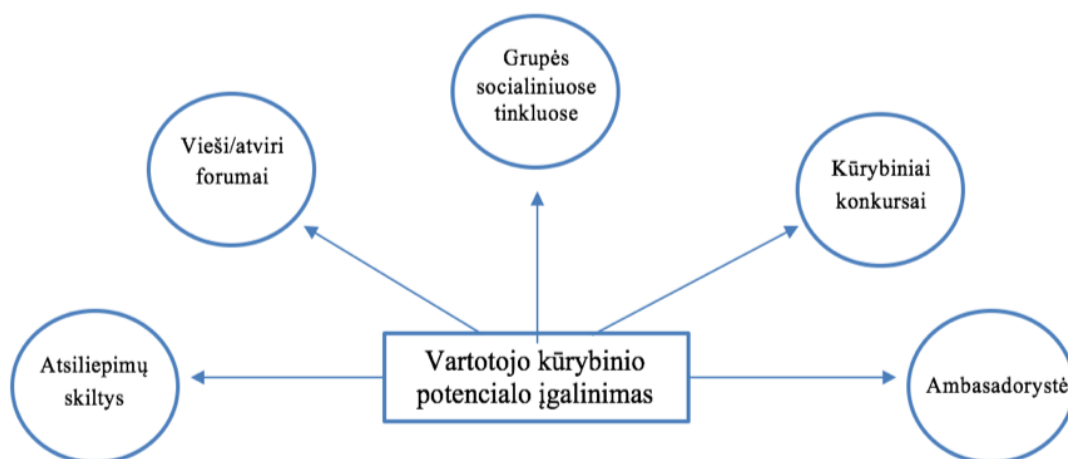 Grupės
socialiniuose
tinkluose
Vieši/atviri
forumai
Kūrybiniai
konkursai
Atsiliepimų
skiltys
Vartotojo kūrybinio
potencialo įgalinimas
Ambasadorystė